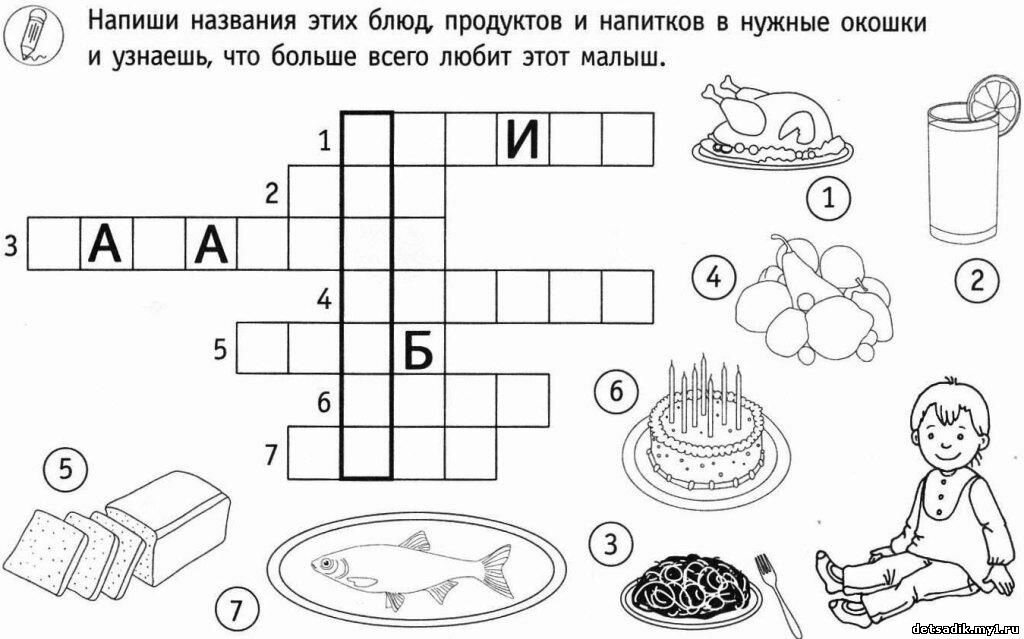 Напиши названия этих блюд, продуктов и напитков в нужные окошки
и узнаешь, что больше всего любит этот малыш.
1 И
2
3 А А
4
5 Б
6
7
1
2
4
6
5
3
7
detsadik.my1.ru